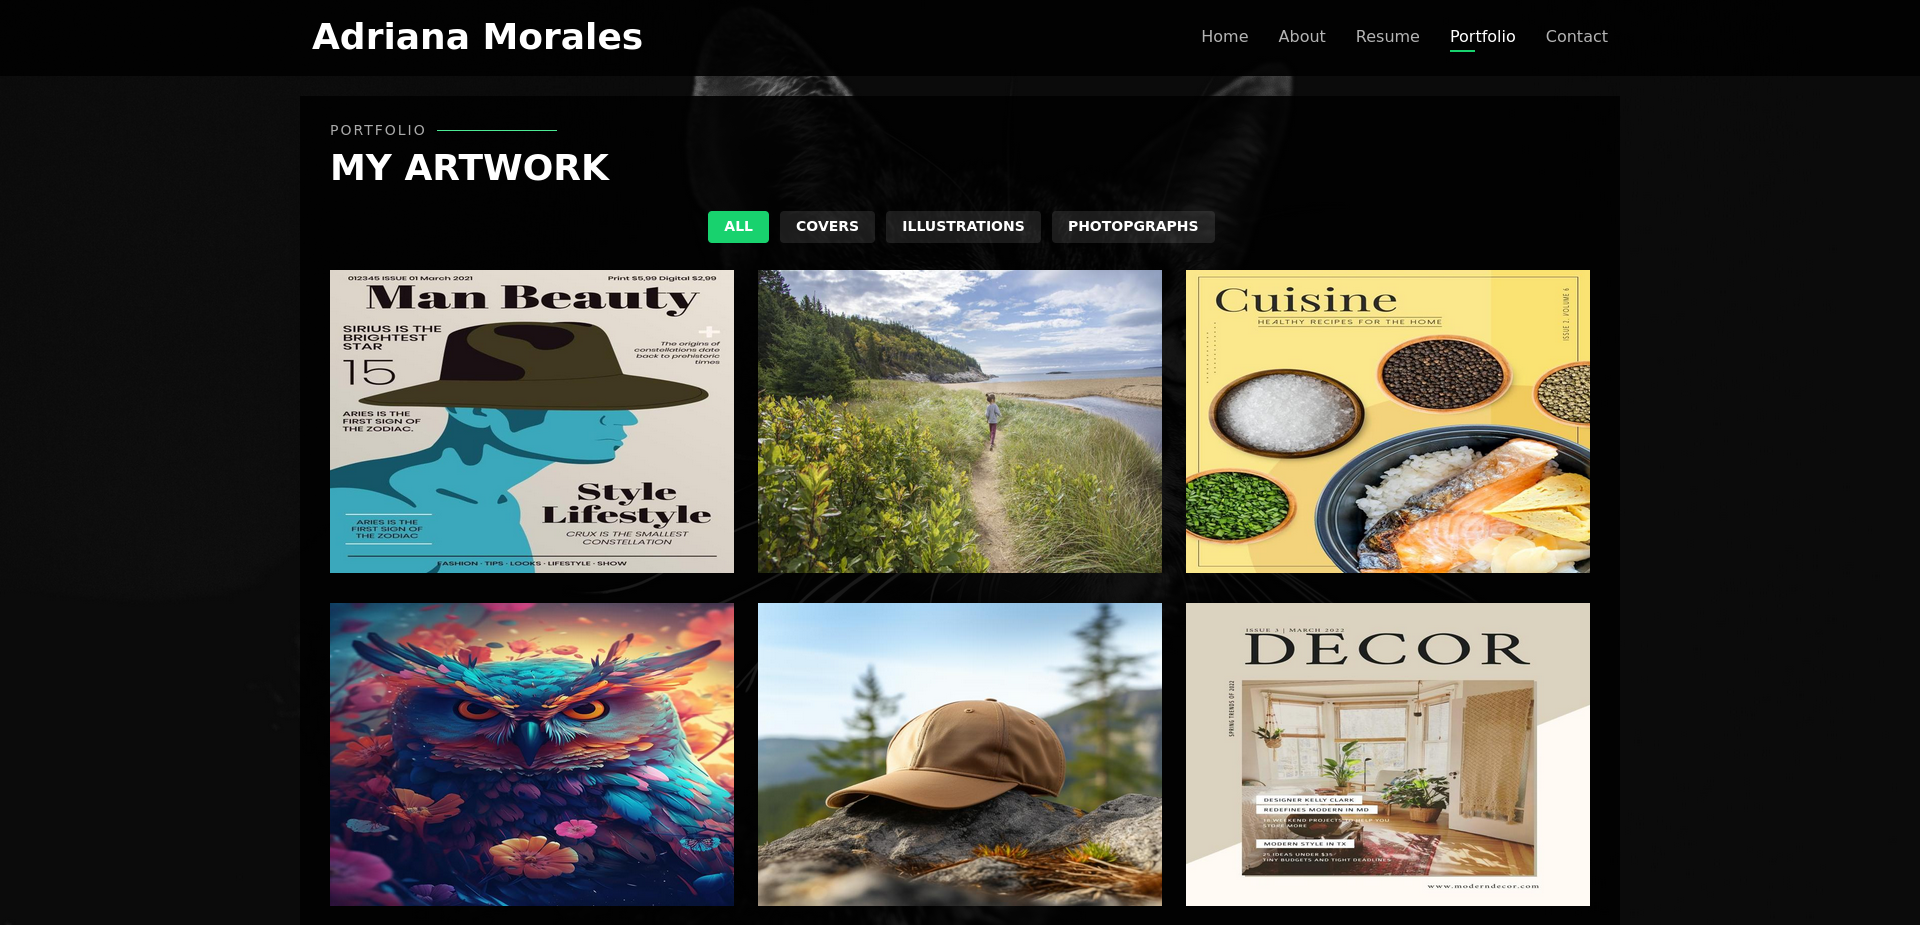 Adriana Morales
Home About Resume Portfolio Contact
PORTFOLIO
MY ARTWORK
ALL COVERS ILLUSTRATIONS PHOTOPGRAPHS
012345 ISSUE 01 March 2021
Print $5,99 Digital $2,99
Man Beauty
SIRIUS IS THE
BRIGHTEST
STAR
15
The origins of
constellations date
back to prehistoric
times
ARIES IS THE
FIRST SIGN OF
THE ZODIAC.
Style
Lifestyle
CRUX IS THE SMALLEST
CONSTELLATION
ARIES IS THE
FIRST SIGN OF
THE ZODIAC
FASHION · TIPS · LOOKS · LIFESTYLE · SHOW
Cuisine
HEALTHY RECIPES FOR THE HOME
ISSUE 2, VOLUME 6
ISSUE 3 | MARCH 2022
DECOR
SPRING TRENDS OF 2022
DESIGNER KELLY CLARK
REDEFINES MODERN IN MD
10 WEEKEND PROJECTS TO HELP YOU
STORE MORE
MODERN STYLE IN TX
25 IDEAS UNDER $35
TINY BUDGETS AND TIGHT DEADLINES
www.moderndecor.com